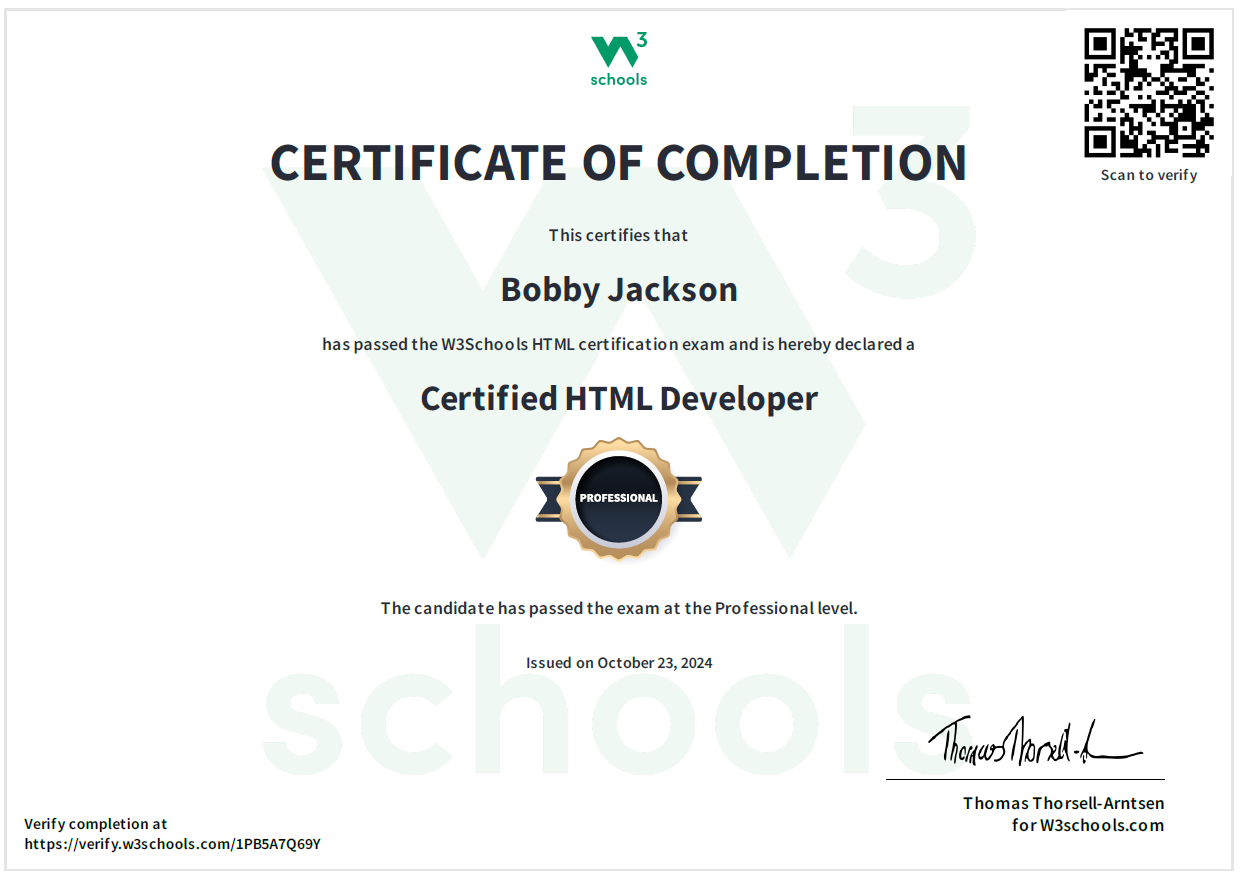 W3
schools
Scan to verify
CERTIFICATE OF COMPLETION
This certifies that
Bobby Jackson
has passed the W3Schools HTML certification exam and is hereby declared a
Certified HTML Developer
PROFESSIONAL
The candidate has passed the exam at the Professional level.
Issued on October 23, 2024
Thomas Thorsell-A
Thomas Thorsell-Arntsen
for W3schools.com
Verify completion at
https://verify.w3schools.com/1PB5A7Q69Y
W3
schools